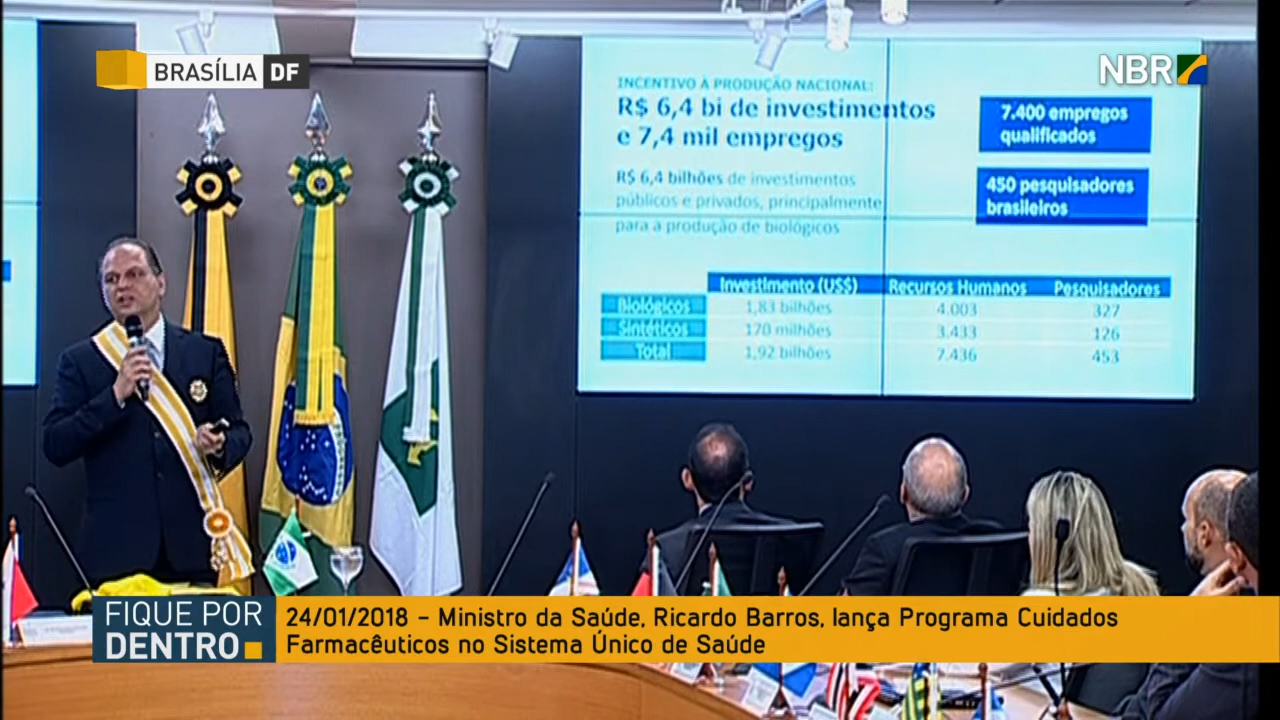 BRASÍLIA DF
NBR
INCENTIVO À PRODUÇÃO NACIONAL:
R$ 6,4 bi de investimentos
e 7,4 mil empregos
R$ 6,4 bilhões de investimentos
públicos e privados, principalmente
para a produção de biológicos
7.400 empregos
qualificados
450 pesquisadores
brasileiros
Investimento (US$) Recursos Humanos Pesquisadores
Biológicos 1,83 bilhões 4.003 327
Sintéticos 170 milhões 3.433 126
Total 1,92 bilhões 7.436 453
FIQUE POR
DENTRO
24/01/2018 - Ministro da Saúde, Ricardo Barros, lança Programa Cuidados
Farmacêuticos no Sistema Único de Saúde